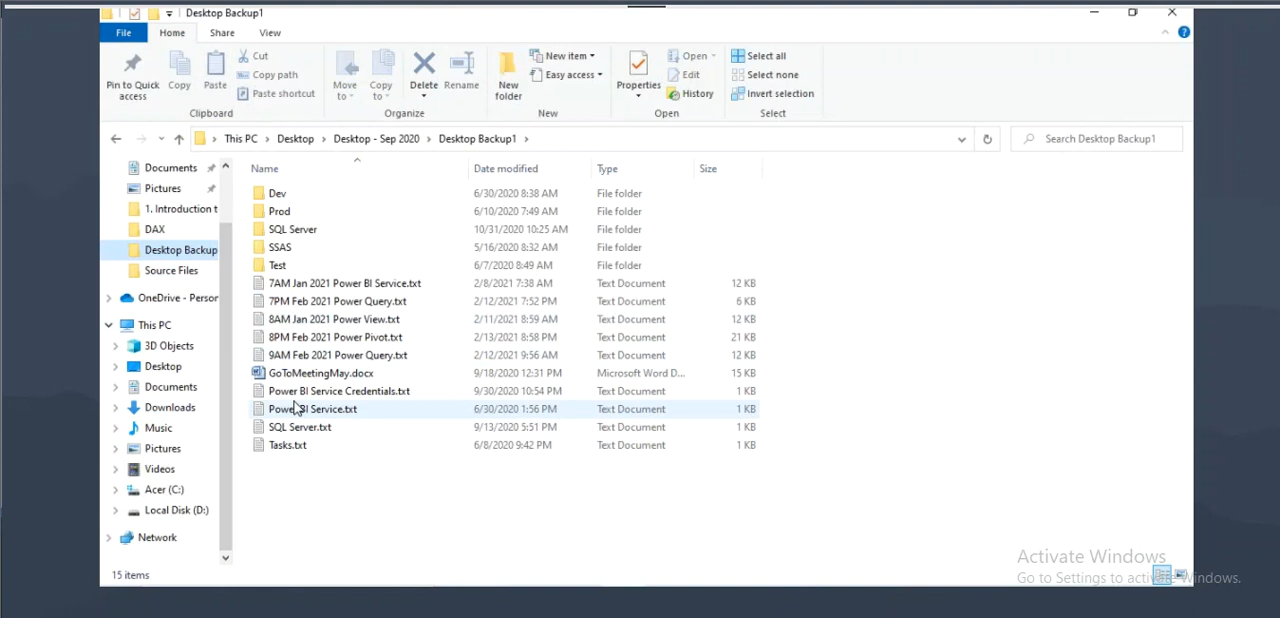 Desktop Backup1
File Home Share View
Pin to Quick access
Copy
Paste
Cut
Copy path
Paste shortcut
Move to
Copy to
Delete
Rename
New folder
New item
Easy access
Properties
Open
Edit
History
Select all
Select none
Invert selection
Clipboard Organize New Open Select
This PC > Desktop > Desktop - Sep 2020 > Desktop Backup1 >
Search Desktop Backup1
Documents
Pictures
1. Introduction t
DAX
Desktop Backup
Source Files
OneDrive - Person
This PC
3D Objects
Desktop
Documents
Downloads
Music
Pictures
Videos
Acer (C:)
Local Disk (D:)
Network
Name Date modified Type Size
Dev 6/30/2020 8:38 AM File folder
Prod 6/10/2020 7:49 AM File folder
SQL Server 10/31/2020 10:25 AM File folder
SSAS 5/16/2020 8:32 AM File folder
Test 6/7/2020 8:49 AM File folder
7AM Jan 2021 Power BI Service.txt 2/8/2021 7:38 AM Text Document 12 KB
7PM Feb 2021 Power Query.txt 2/12/2021 7:52 PM Text Document 6 KB
8AM Jan 2021 Power View.txt 2/11/2021 8:59 AM Text Document 12 KB
8PM Feb 2021 Power Pivot.txt 2/13/2021 8:58 PM Text Document 21 KB
9AM Feb 2021 Power Query.txt 2/12/2021 9:56 AM Text Document 12 KB
GoToMeetingMay.docx 9/18/2020 12:31 PM Microsoft Word D... 15 KB
Power BI Service Credentials.txt 9/30/2020 10:54 PM Text Document 1 KB
Power BI Service.txt 6/30/2020 1:56 PM Text Document 1 KB
SQL Server.txt 9/13/2020 5:51 PM Text Document 1 KB
Tasks.txt 6/8/2020 9:42 PM Text Document 1 KB
15 items
Activate Windows
Go to Settings to activate Windows.